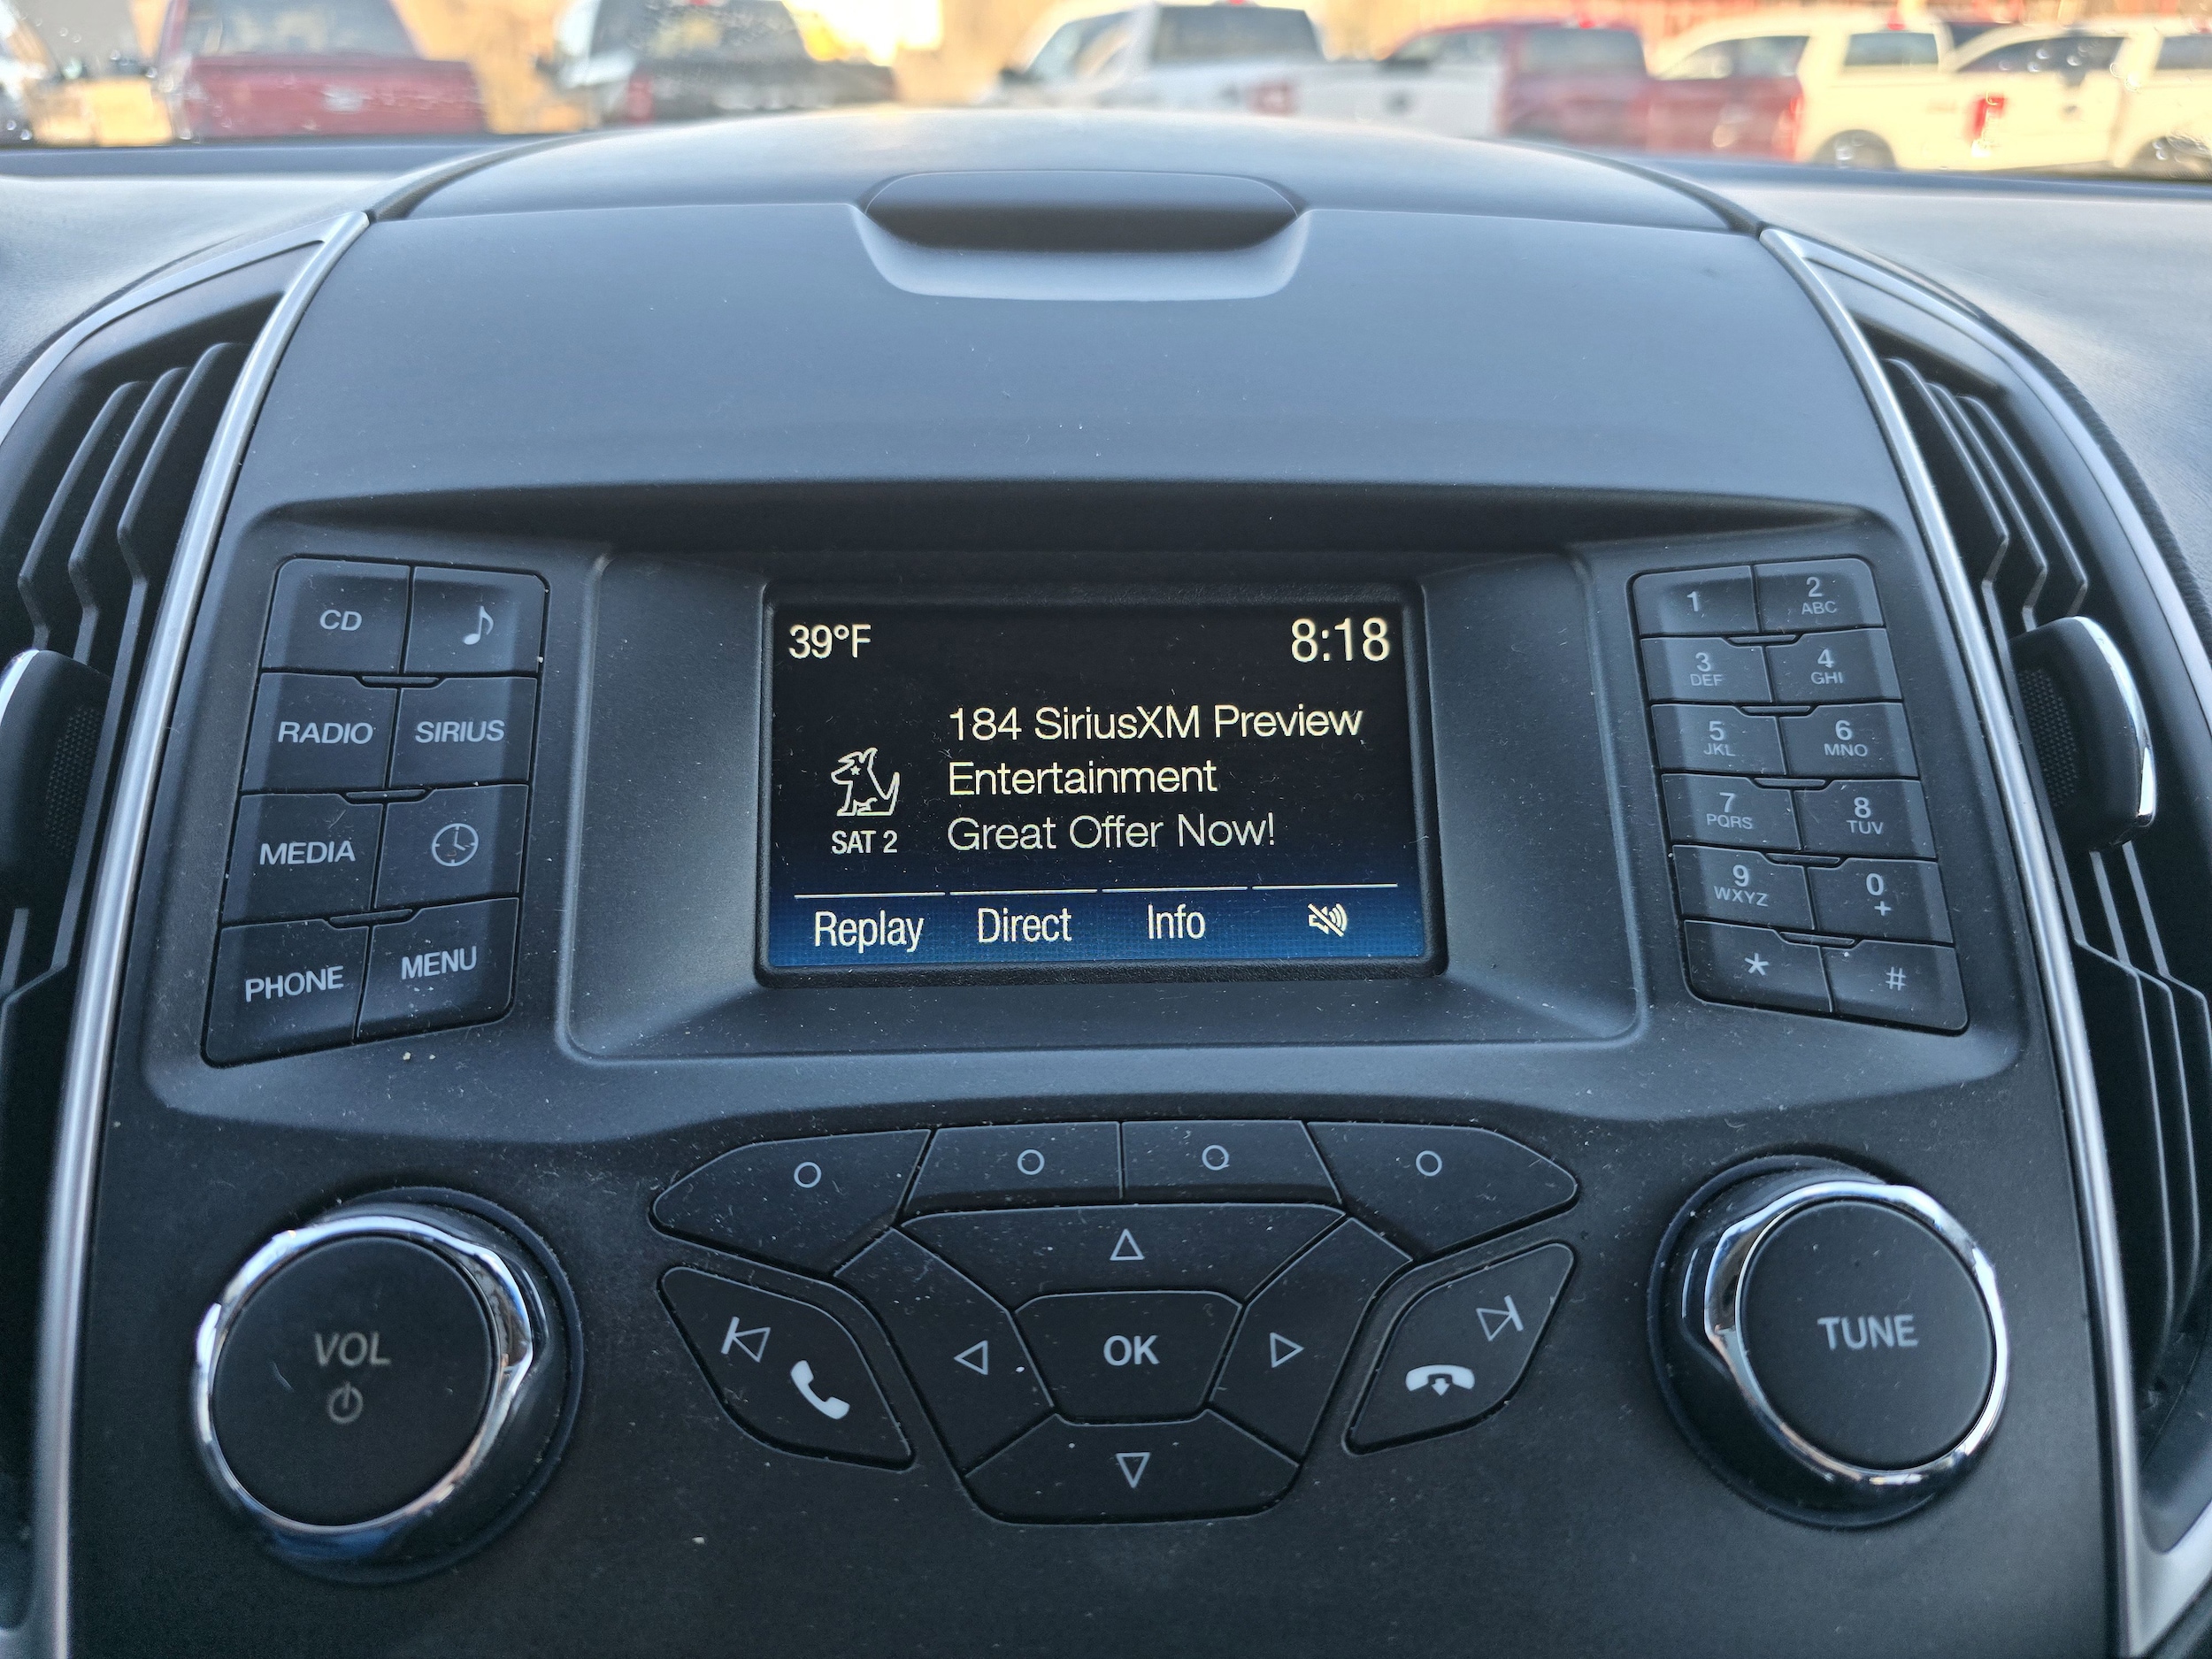 CD
RADIO
SIRIUS
MEDIA
PHONE
MENU
39°F
8:18
184 SiriusXM Preview
Entertainment
Great Offer Now!
SAT 2
Replay
Direct
Info
1
2
ABC
3
DEF
4
GHI
5
JKL
6
MNO
7
PQRS
8
TUV
9
WXYZ
0
+
*
#
VOL
OK
TUNE